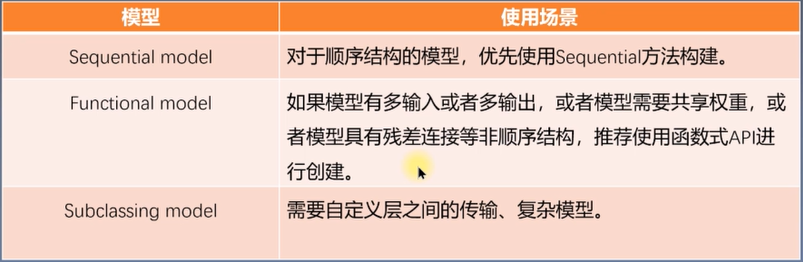 模型
使用场景
Sequential model
对于顺序结构的模型，优先使用Sequential方法构建。
Functional model
如果模型有多输入或者多输出，或者模型需要共享权重，或
者模型具有残差连接等非顺序结构，推荐使用函数式API进
行创建。
Subclassing model
需要自定义层之间的传输、复杂模型。